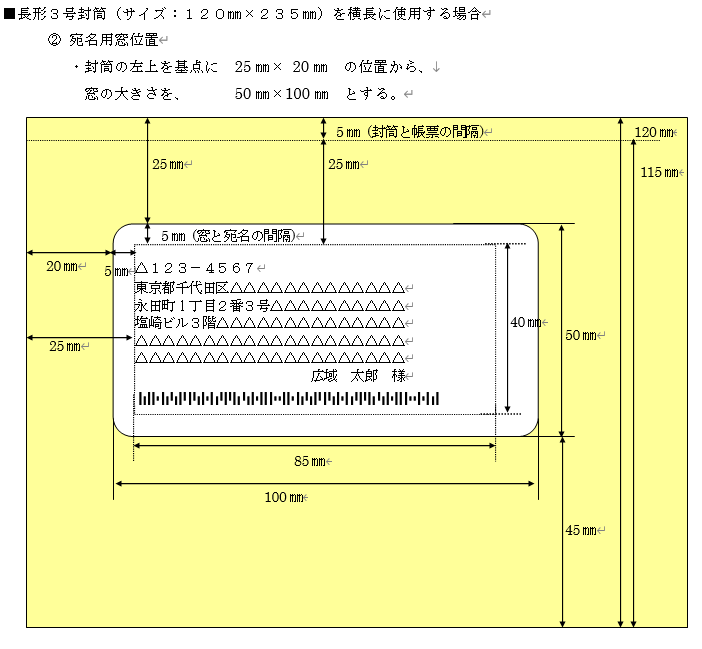 ■長形３号封筒（サイズ：１２０㎜×２３５㎜）を横長に使用する場合↵
② 宛名用窓位置↵
・封筒の左上を基点に　25㎜× 20㎜　の位置から、↓
窓の大きさを、　50㎜×100㎜　とする。↵
5㎜（封筒と帳票の間隔）↵
120㎜↵
25㎜↵
25㎜↵
115㎜↵
5㎜（窓と宛名の間隔）↵
20㎜↵
5㎜↵
△１２３－４５６７↵
東京都千代田区△△△△△△△△△△△△△↵
永田町１丁目２番３号△△△△△△△△△△↵
塩崎ビル３階△△△△△△△△△△△△△△↵
△△△△△△△△△△△△△△△△△△△△↵
△△△△△△△△△△△△△△△△△△△△↵
広域　太郎　様↵
40㎜↵
50㎜↵
25㎜↵
85㎜↵
100㎜↵
45㎜↵